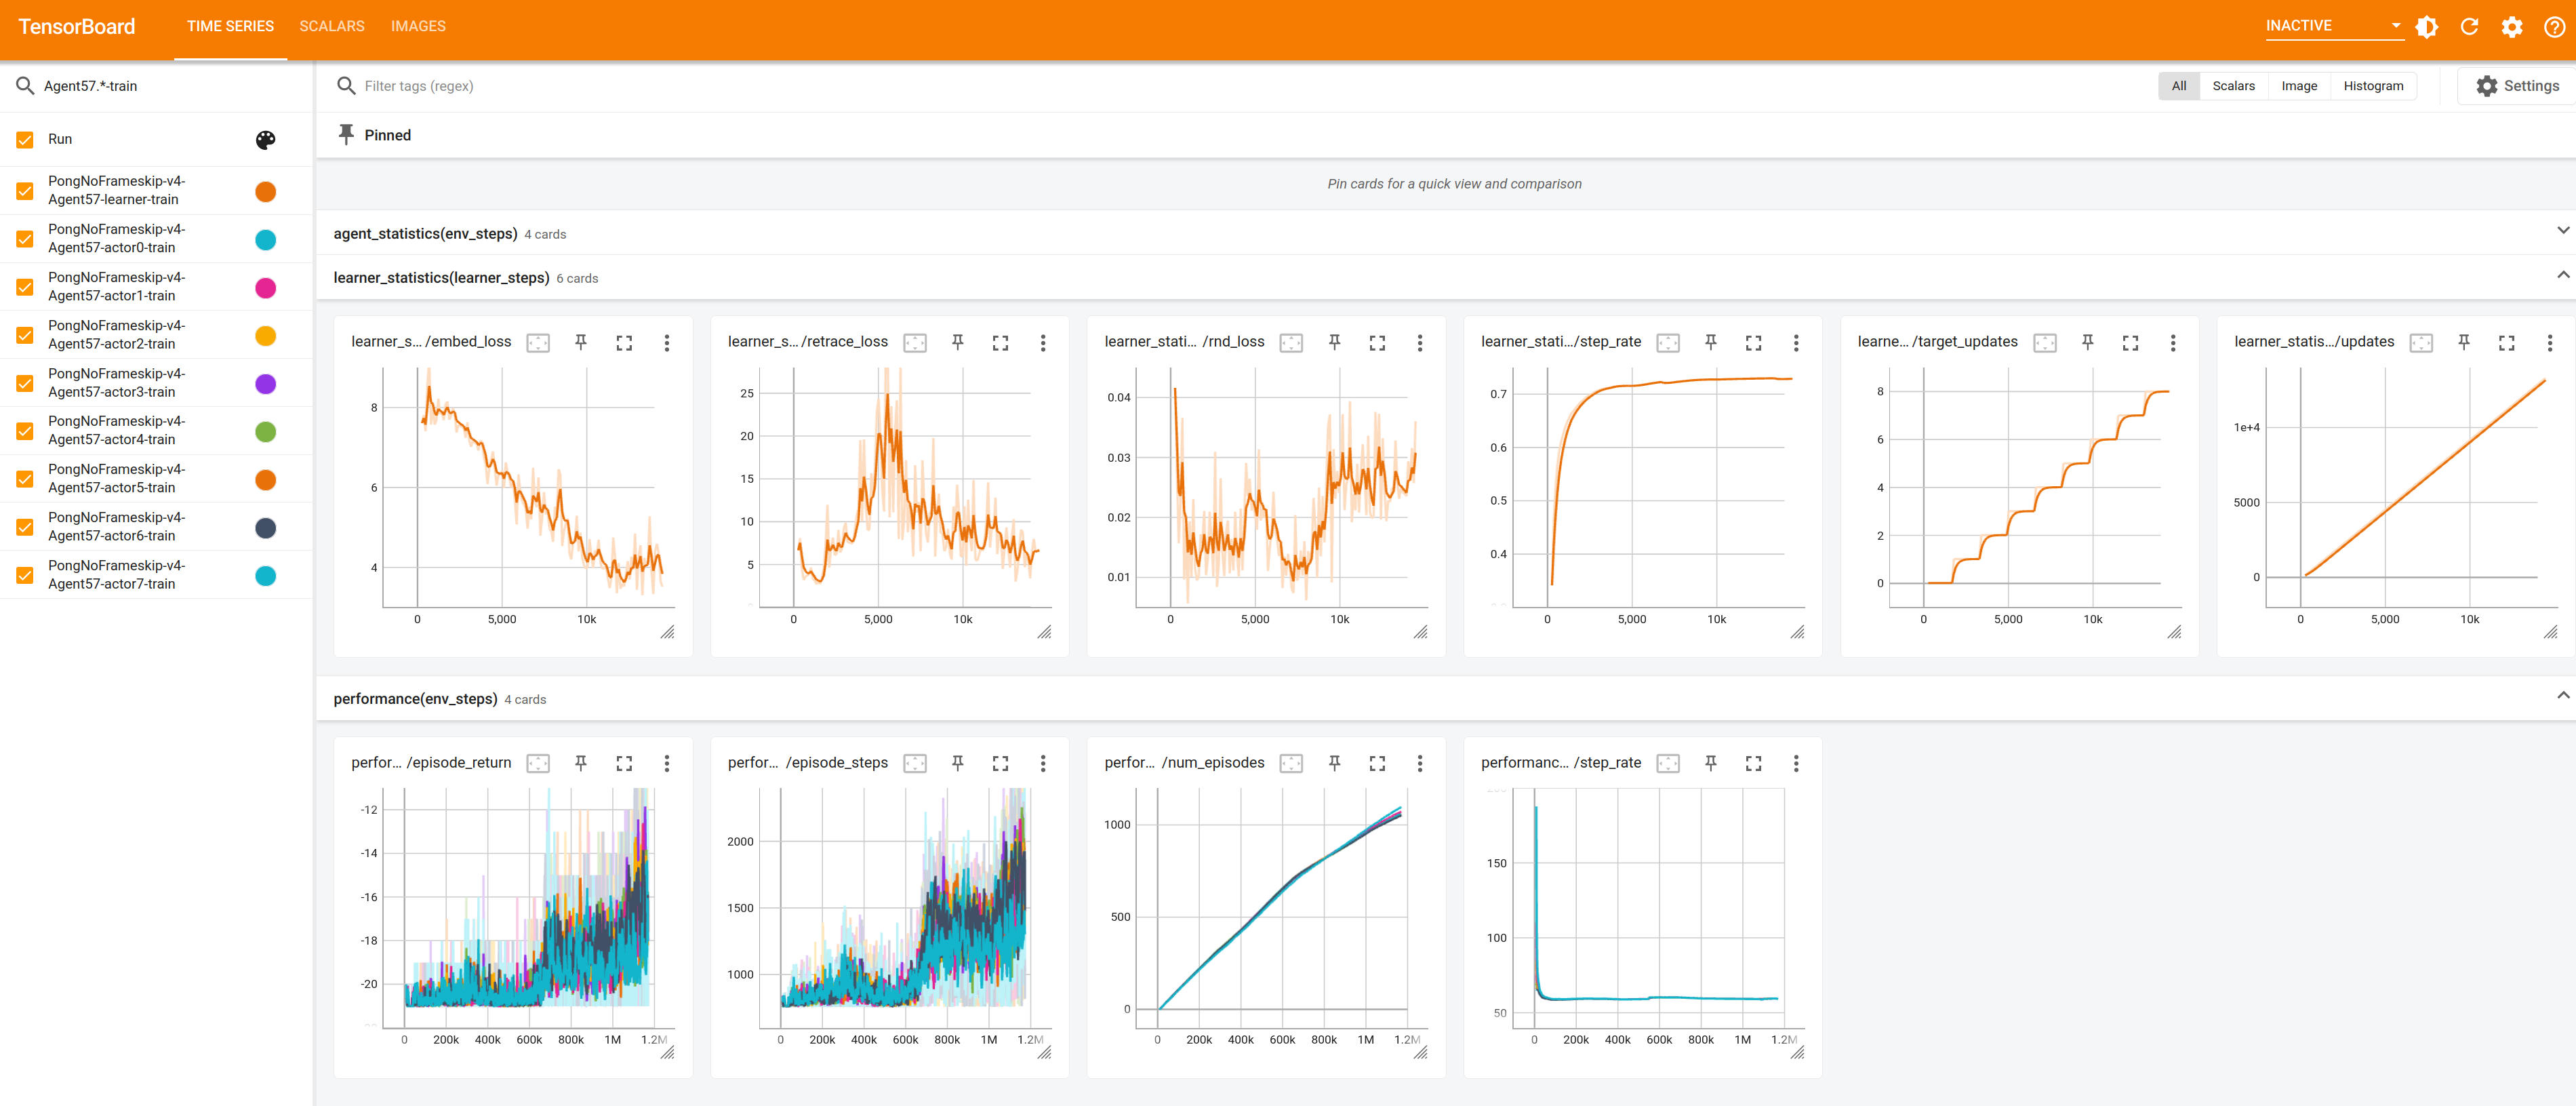 TensorBoard
TIME SERIES
SCALARS
IMAGES
INACTIVE
Agent57.*-train
Filter tags (regex)
All
Scalars
Image
Histogram
Settings
Run
Pinned
PongNoFrameskip-v4-
Agent57-learner-train
PongNoFrameskip-v4-
Agent57-actor0-train
PongNoFrameskip-v4-
Agent57-actor1-train
PongNoFrameskip-v4-
Agent57-actor2-train
PongNoFrameskip-v4-
Agent57-actor3-train
PongNoFrameskip-v4-
Agent57-actor4-train
PongNoFrameskip-v4-
Agent57-actor5-train
PongNoFrameskip-v4-
Agent57-actor6-train
PongNoFrameskip-v4-
Agent57-actor7-train
Pin cards for a quick view and comparison
agent_statistics(env_steps) 4 cards
learner_statistics(learner_steps) 6 cards
learner_s... /embed_loss
8
6
4
0 5,000 10k
learner_s... /retrace_loss
25
20
15
10
5
0 5,000 10k
learner_stati... /rnd_loss
0.04
0.03
0.02
0.01
0 5,000 10k
learner_stati.../step_rate
0.7
0.6
0.5
0.4
0 5,000 10k
learne... /target_updates
8
6
4
2
0
0 5,000 10k
learner_statis.../updates
1e+4
5000
0
0 5,000 10k
performance(env_steps) 4 cards
perfor... /episode_return
-12
-14
-16
-18
-20
0 200k 400k 600k 800k 1M 1.2M
perfor... /episode_steps
2000
1500
1000
0 200k 400k 600k 800k 1M 1.2M
perfor... /num_episodes
1000
500
0
0 200k 400k 600k 800k 1M 1.2M
performanc... /step_rate
150
100
50
0 200k 400k 600k 800k 1M 1.2M